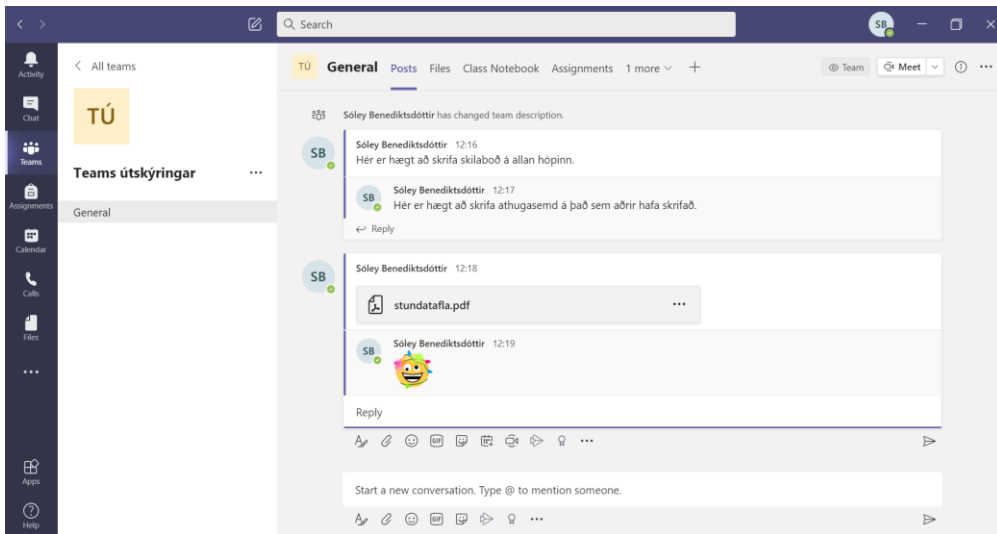 Search
SB
Activity
Chat
Teams
Assignments
Calendar
Calls
Files
Apps
Help
All teams
TÚ
Teams útskýringar
General
TÚ General Posts Files Class Notebook Assignments 1 more
Team Meet
Sóley Benediktsdóttir has changed team description.
SB
Sóley Benediktsdóttir 12:16
Hér er hægt að skrifa skilaboð á allan hópinn.
SB
Sóley Benediktsdóttir 12:17
Hér er hægt að skrifa athugasemd á það sem aðrir hafa skrifað.
Reply
SB
Sóley Benediktsdóttir 12:18
stundatafla.pdf
SB
Sóley Benediktsdóttir 12:19
Reply
GIF
Start a new conversation. Type @ to mention someone.
GIF